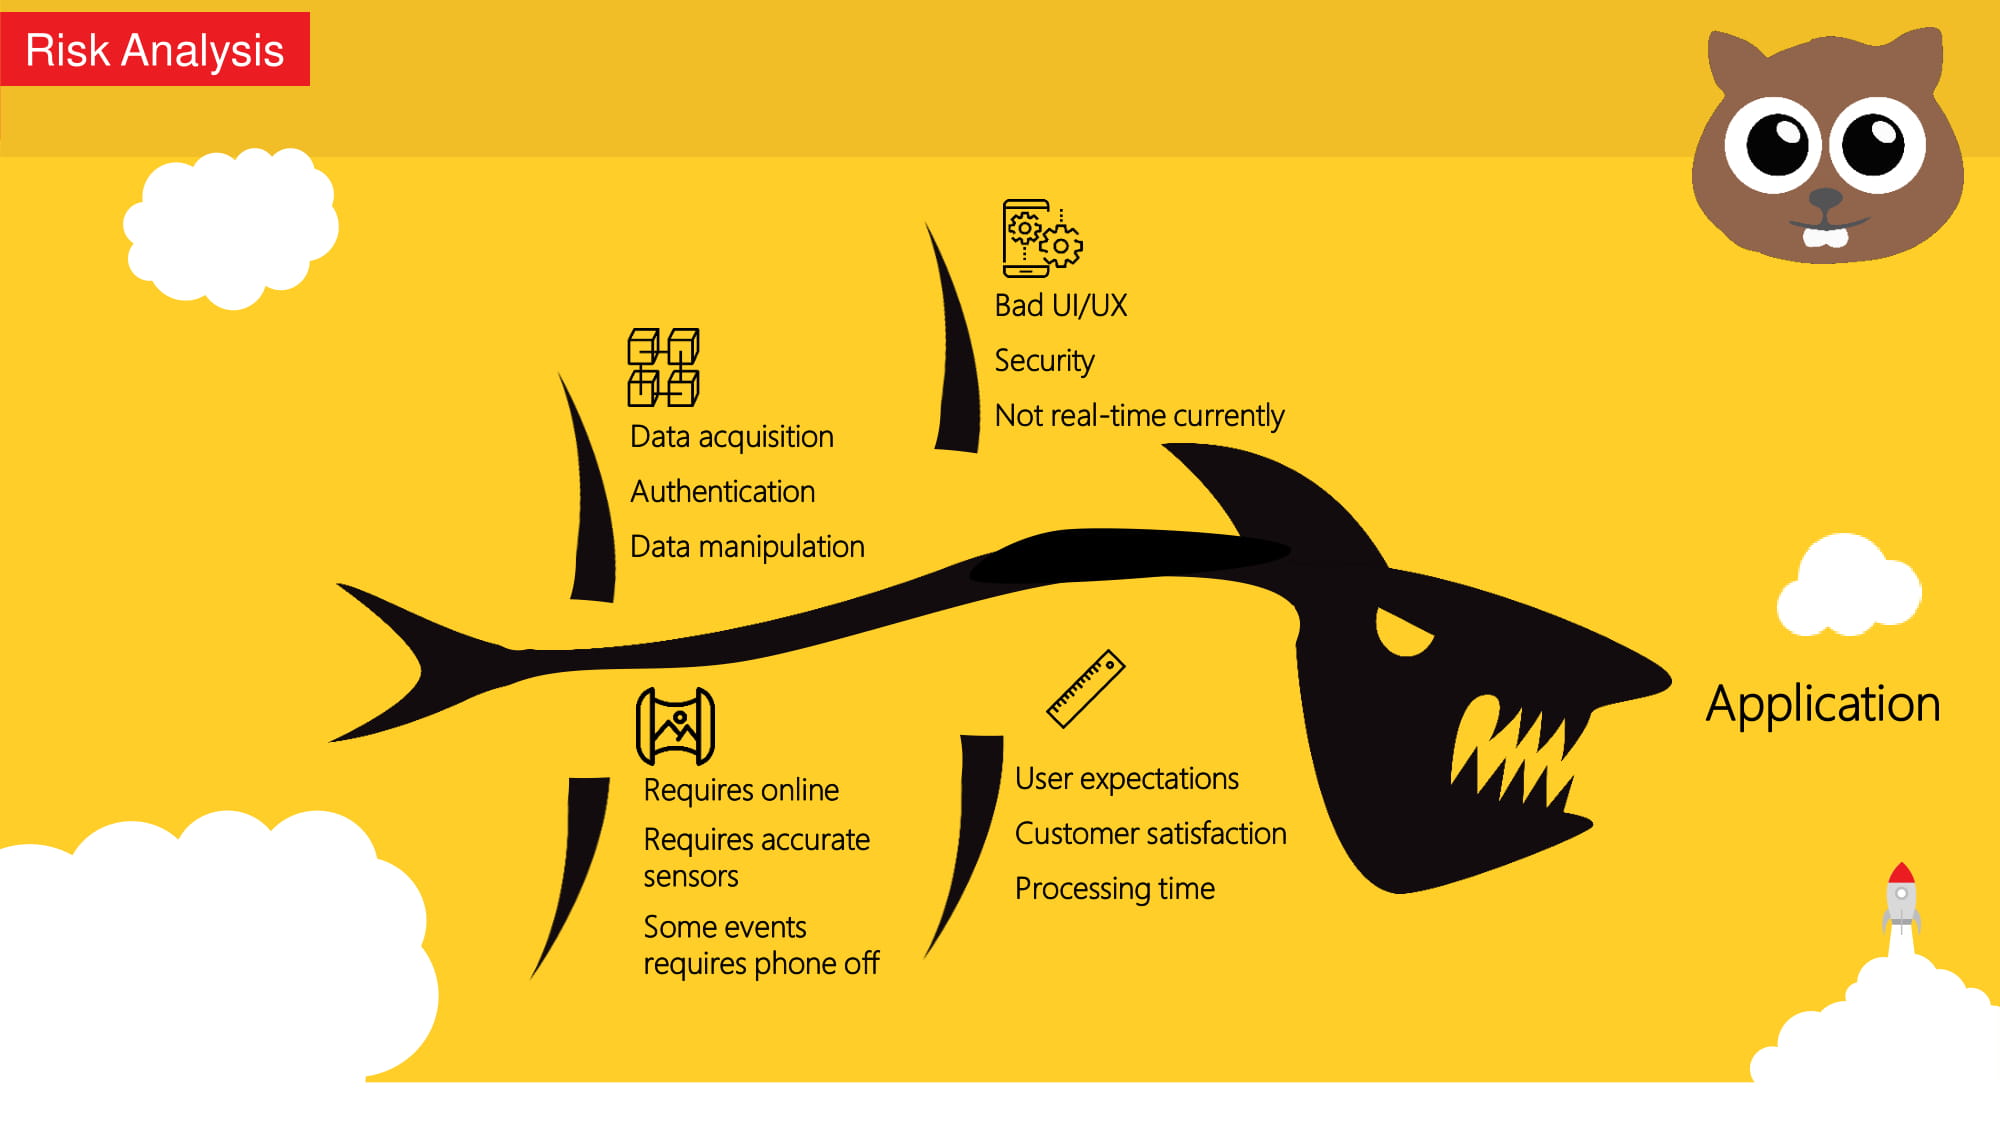 Risk Analysis
Bad UI/UX
Security
Not real-time currently
Data acquisition
Authentication
Data manipulation
Application
Requires online
Requires accurate
sensors
Some events
requires phone off
User expectations
Customer satisfaction
Processing time